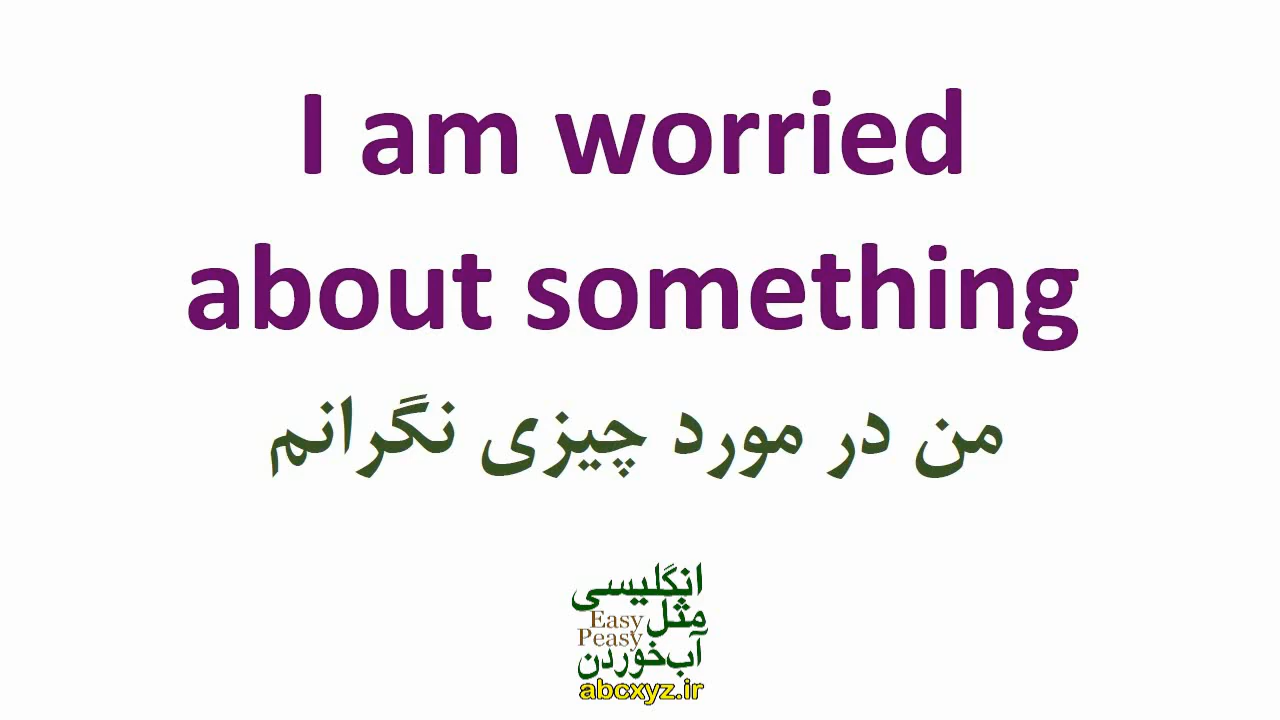 I am worried
about something
من در مورد چیزی نگرانم
انگلیسی
مثل
Easy
Peasy
آب‌خوردن
abcxyz.ir